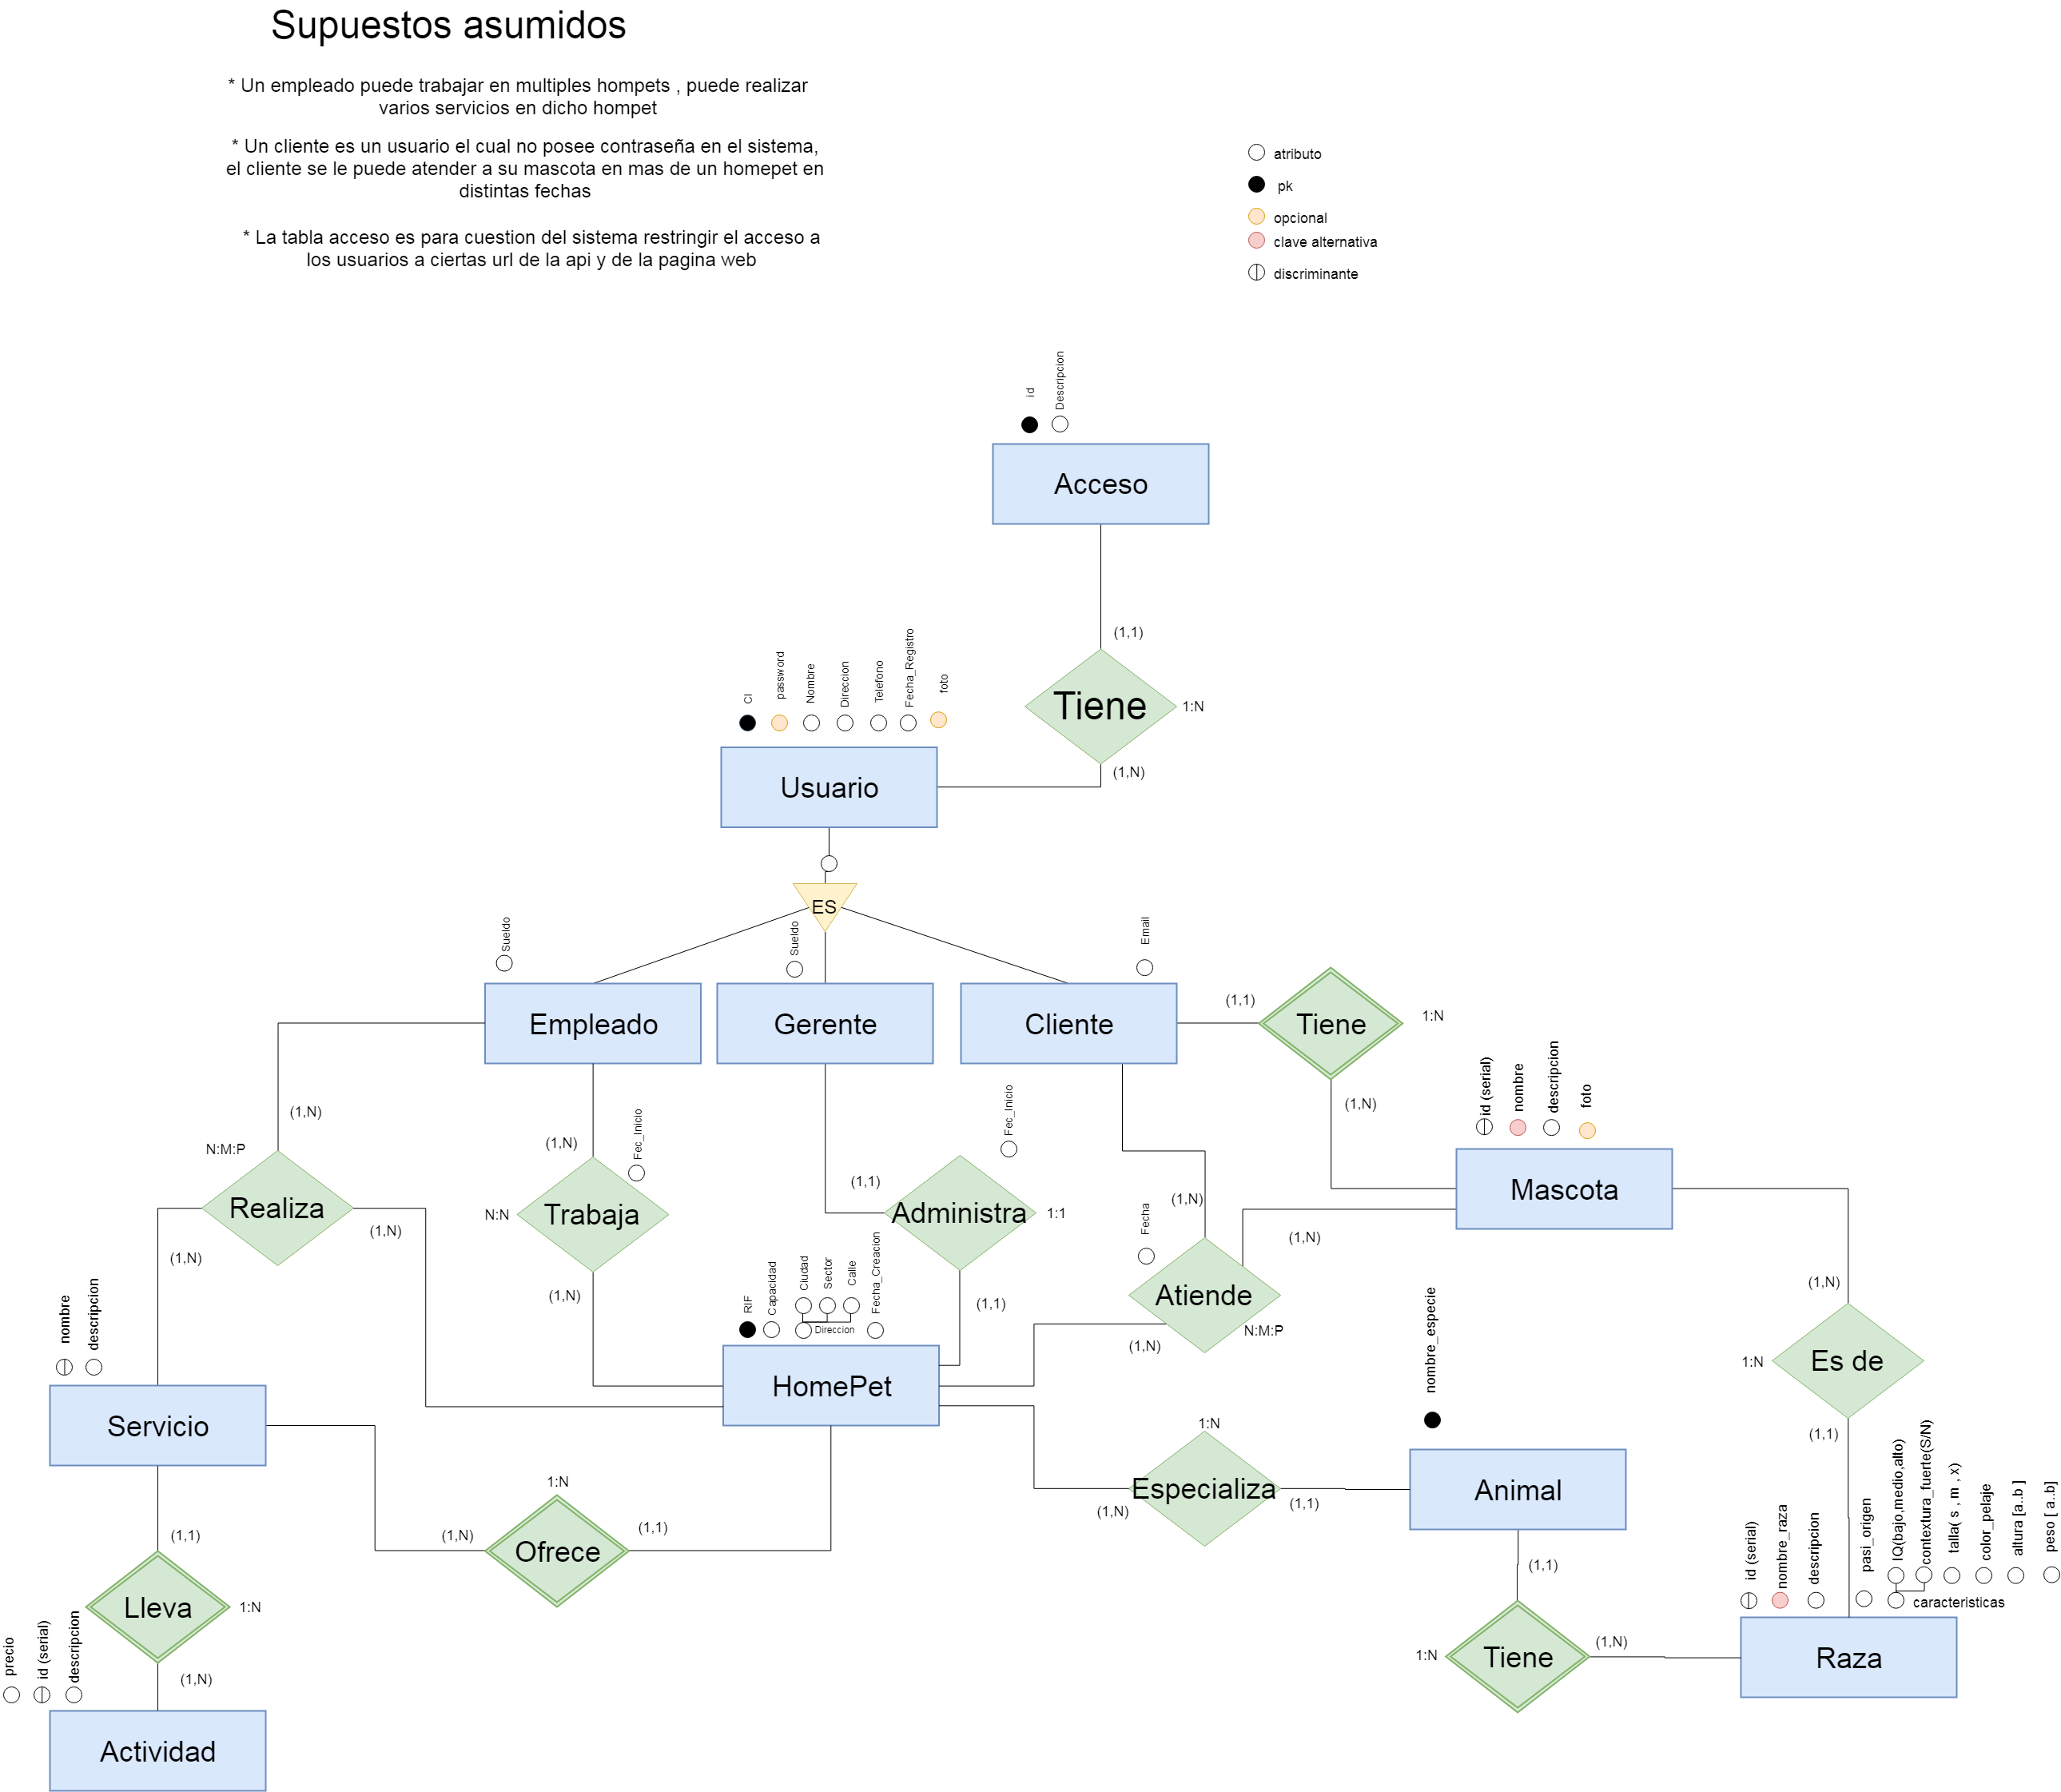 Supuestos asumidos
* Un empleado puede trabajar en multiples hompets , puede realizar
varios servicios en dicho hompet
* Un cliente es un usuario el cual no posee contraseña en el sistema,
el cliente se le puede atender a su mascota en mas de un homepet en
distintas fechas
* La tabla acceso es para cuestion del sistema restringir el acceso a
los usuarios a ciertas url de la api y de la pagina web
atributo
pk
opcional
clave alternativa
discriminante
id
Descripcion
Acceso
(1,1)
Tiene
1:N
(1,N)
CI
password
Nombre
Direccion
Telefono
Fecha_Registro
foto
Usuario
ES
Sueldo
Sueldo
Email
Empleado
Gerente
Cliente
(1,1)
Tiene
1:N
(1,N)
id (serial)
nombre
descripcion
foto
Mascota
(1,N)
N:M:P
Realiza
(1,N)
(1,N)
(1,N)
Fec_Inicio
N:N
Trabaja
(1,N)
(1,1)
Fec_Inicio
Administra
1:1
(1,1)
(1,N)
Fecha
(1,N)
Atiende
N:M:P
(1,N)
(1,N)
1:N
Es de
(1,1)
RIF
Capacidad
Ciudad
Sector
Calle
Direccion
Fecha_Creacion
HomePet
nombre
descripcion
Servicio
nombre_especie
1:N
Especializa
(1,N)
(1,1)
Animal
1:N
(1,N)
Ofrece
(1,1)
(1,1)
Lleva
1:N
(1,N)
precio
id (serial)
descripcion
Actividad
(1,1)
1:N
Tiene
(1,N)
id (serial)
nombre_raza
descripcion
pasi_origen
IQ(bajo,medio,alto)
contextura_fuerte(S/N)
talla( s , m , x)
color_pelaje
altura [a..b ]
peso [ a..b]
caracteristicas
Raza